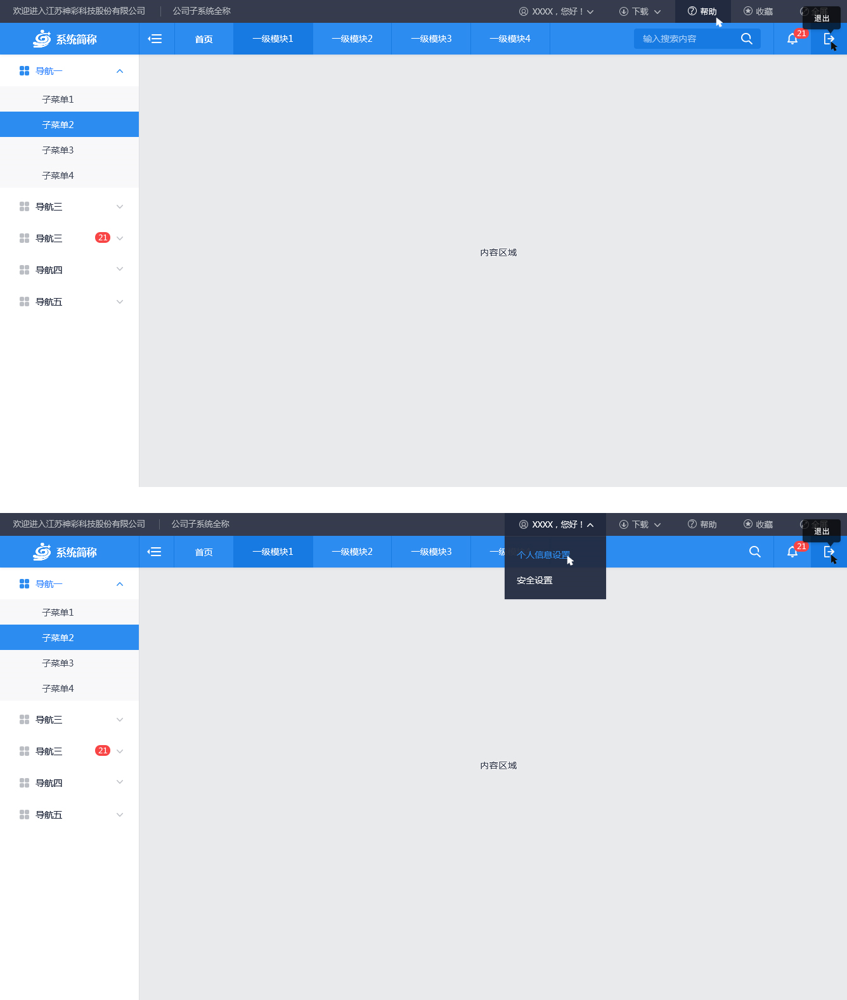 欢迎进入江苏神彩科技股份有限公司 公司子系统全称 XXXX，您好！ 下载 帮助 收藏 全屏
退出
系统简称 首页 一级模块1 一级模块2 一级模块3 一级模块4 输入搜索内容 21
导航一
子菜单1
子菜单2
子菜单3
子菜单4
导航三
导航三 21
导航四
导航五
内容区域
欢迎进入江苏神彩科技股份有限公司 公司子系统全称 XXXX，您好！ 下载 帮助 收藏 全屏
退出
系统简称 首页 一级模块1 一级模块2 一级模块3 一级 21
个人信息设置
安全设置
导航一
子菜单1
子菜单2
子菜单3
子菜单4
导航三
导航三 21
导航四
导航五
内容区域